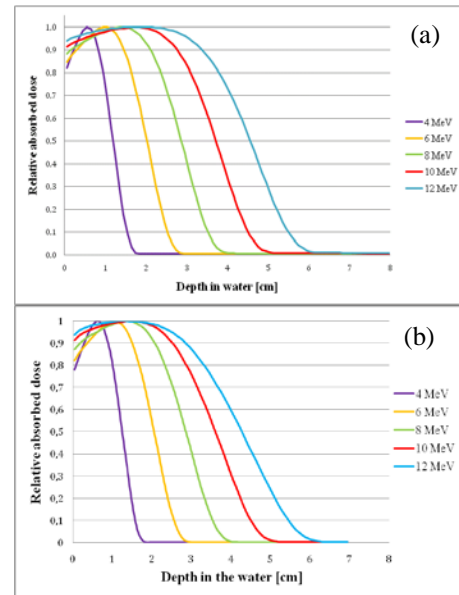 (a)
Relative absorbed dose
1,0
0,9
0,8
0,7
0,6
0,5
0,4
0,3
0,2
0,1
0,0
0 1 2 3 4 5 6 7 8
Depth in water [cm]
4 MeV
6 MeV
8 MeV
10 MeV
12 MeV
(b)
Relative absorbed dose
1
0,9
0,8
0,7
0,6
0,5
0,4
0,3
0,2
0,1
0
0 1 2 3 4 5 6 7 8
Depth in the water [cm]
4 MeV
6 MeV
8 MeV
10 MeV
12 MeV